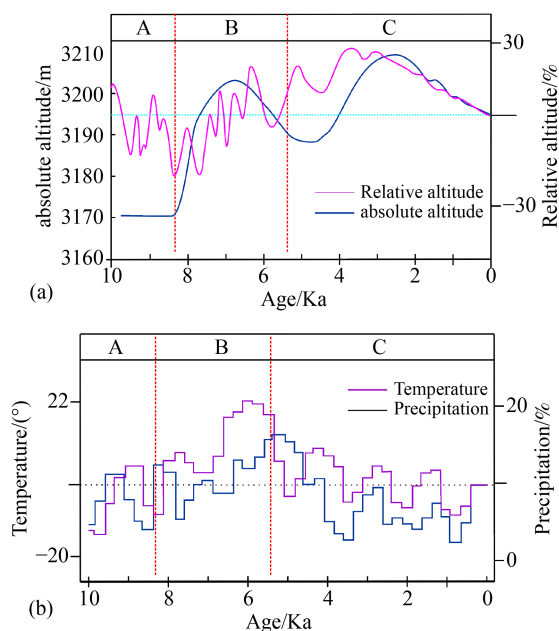 A B C
absolute altitude/m
3210
3200
3190
3180
3170
3160
30
−30
Relative altitude/%
Relative altitude
absolute altitude
10 8 6 4 2 0
Age/Ka
(a)
A B C
Temperature/(°)
22
−20
20
10
0
Precipitation/%
Temperature
Precipitation
10 8 6 4 2 0
Age/Ka
(b)